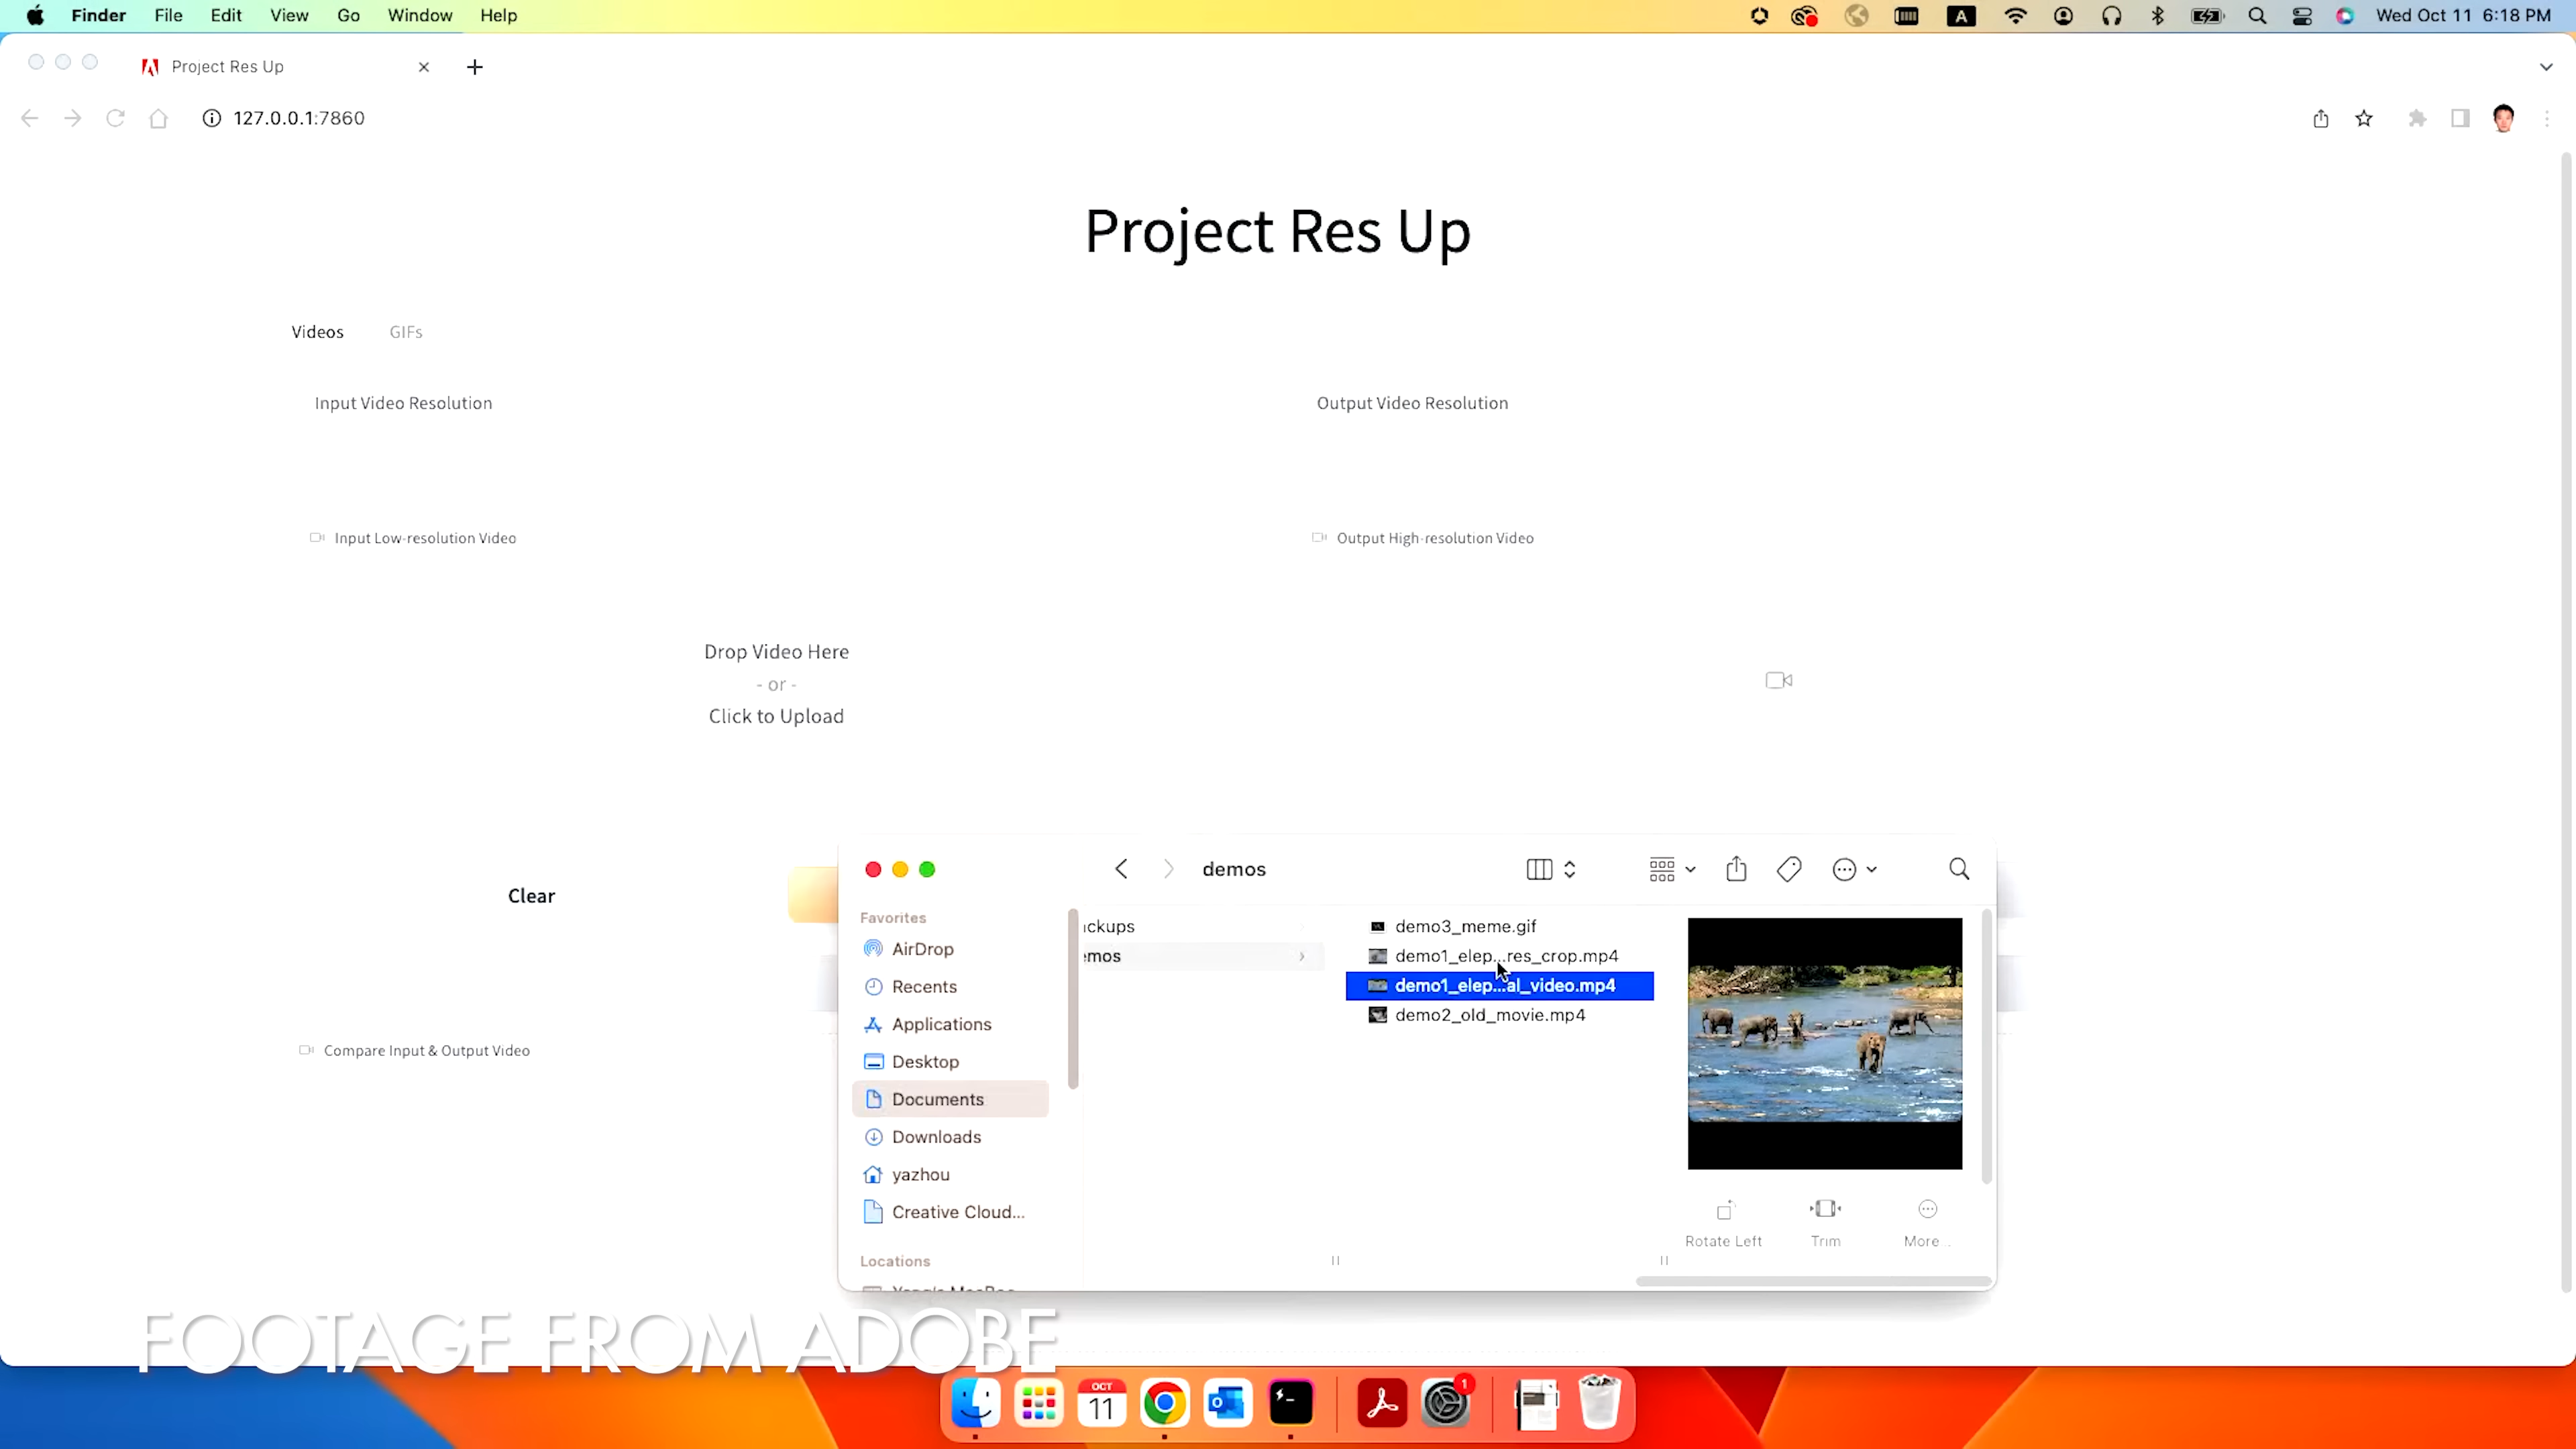 Finder File Edit View Go Window Help
A
Wed Oct 11 6:18 PM
Project Res Up
127.0.0.1:7860
Project Res Up
Videos GIFs
Input Video Resolution
Output Video Resolution
Input Low-resolution Video
Output High-resolution Video
Drop Video Here
- or -
Click to Upload
Clear
Compare Input & Output Video
demos
Favorites
AirDrop
Recents
Applications
Desktop
Documents
Downloads
yazhou
Creative Cloud...
Locations
ckups
emos
demo3_meme.gif
demo1_elep...res_crop.mp4
demo1_elep...al_video.mp4
demo2_old_movie.mp4
Rotate Left
Trim
More
FOOTAGE FROM ADOBE
OCT
11
1